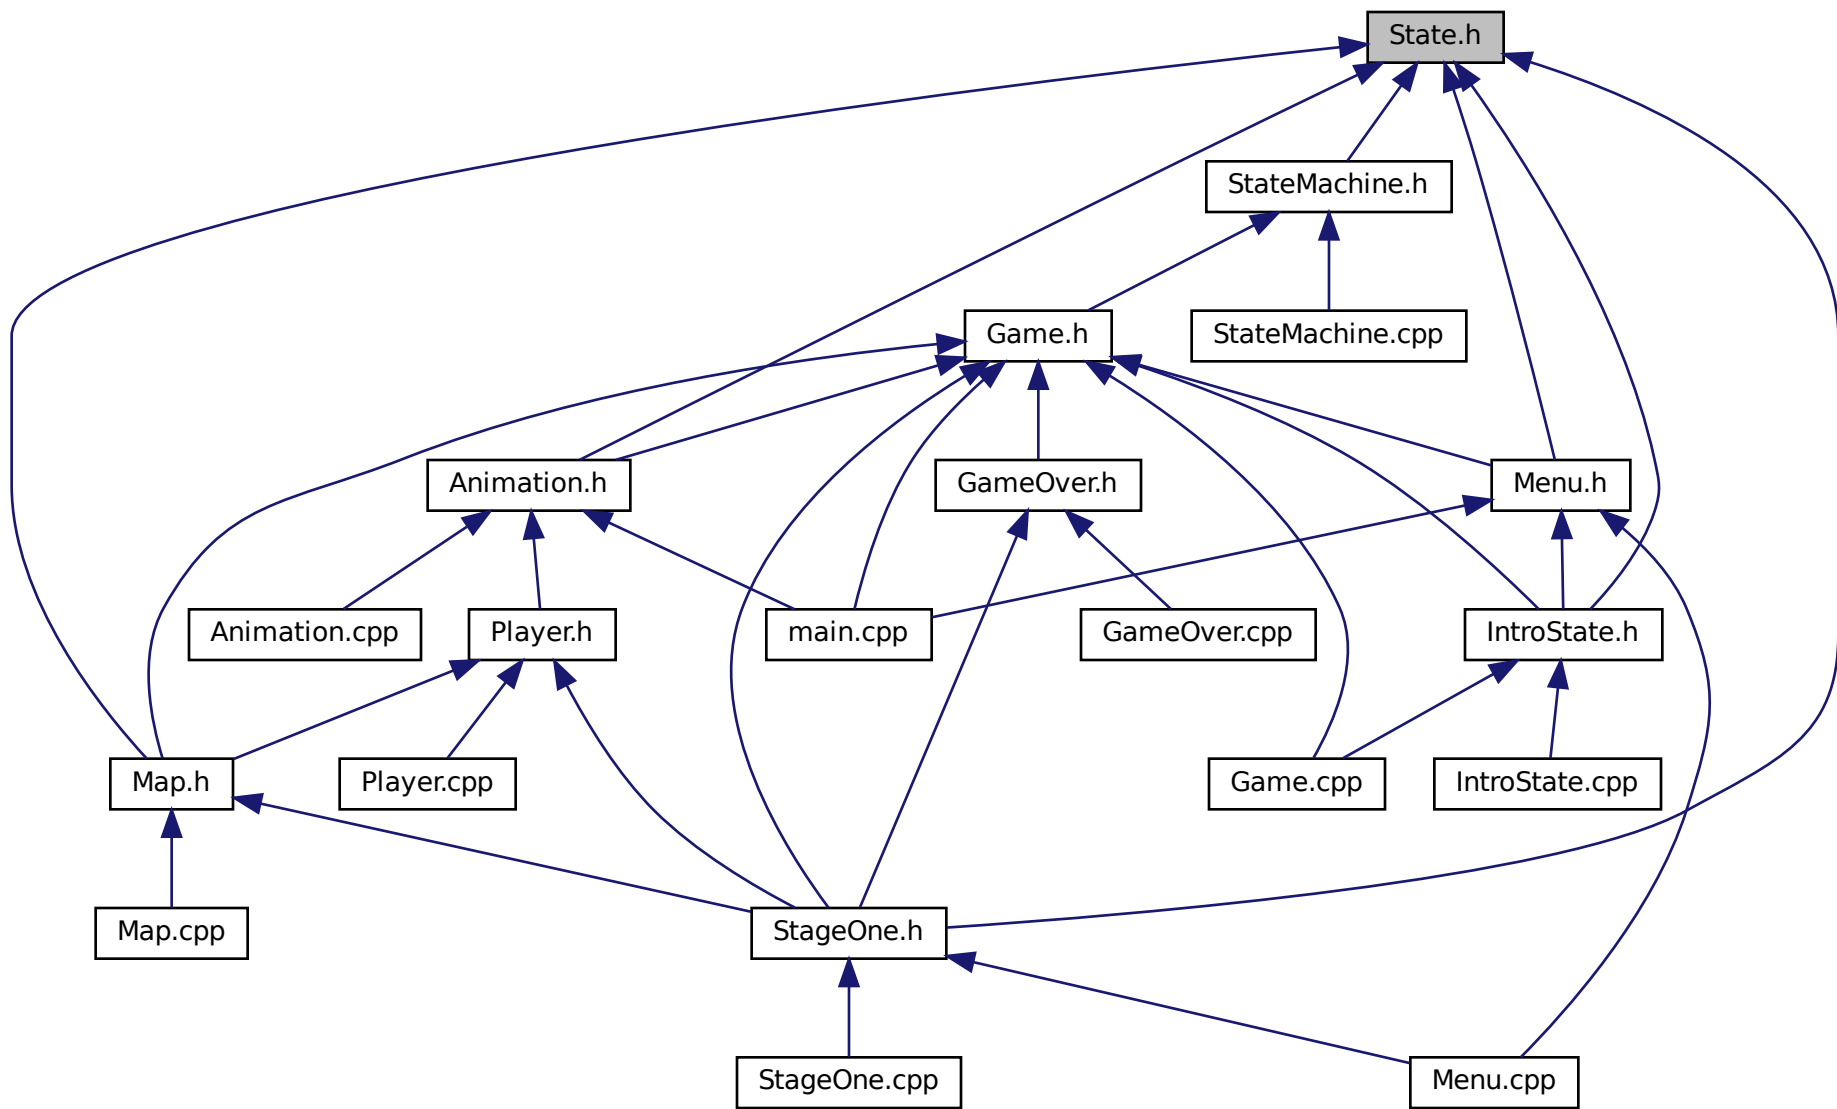 State.h
StateMachine.h
Game.h
StateMachine.cpp
Animation.h
GameOver.h
Menu.h
Animation.cpp
Player.h
main.cpp
GameOver.cpp
IntroState.h
Map.h
Player.cpp
Game.cpp
IntroState.cpp
Map.cpp
StageOne.h
StageOne.cpp
Menu.cpp